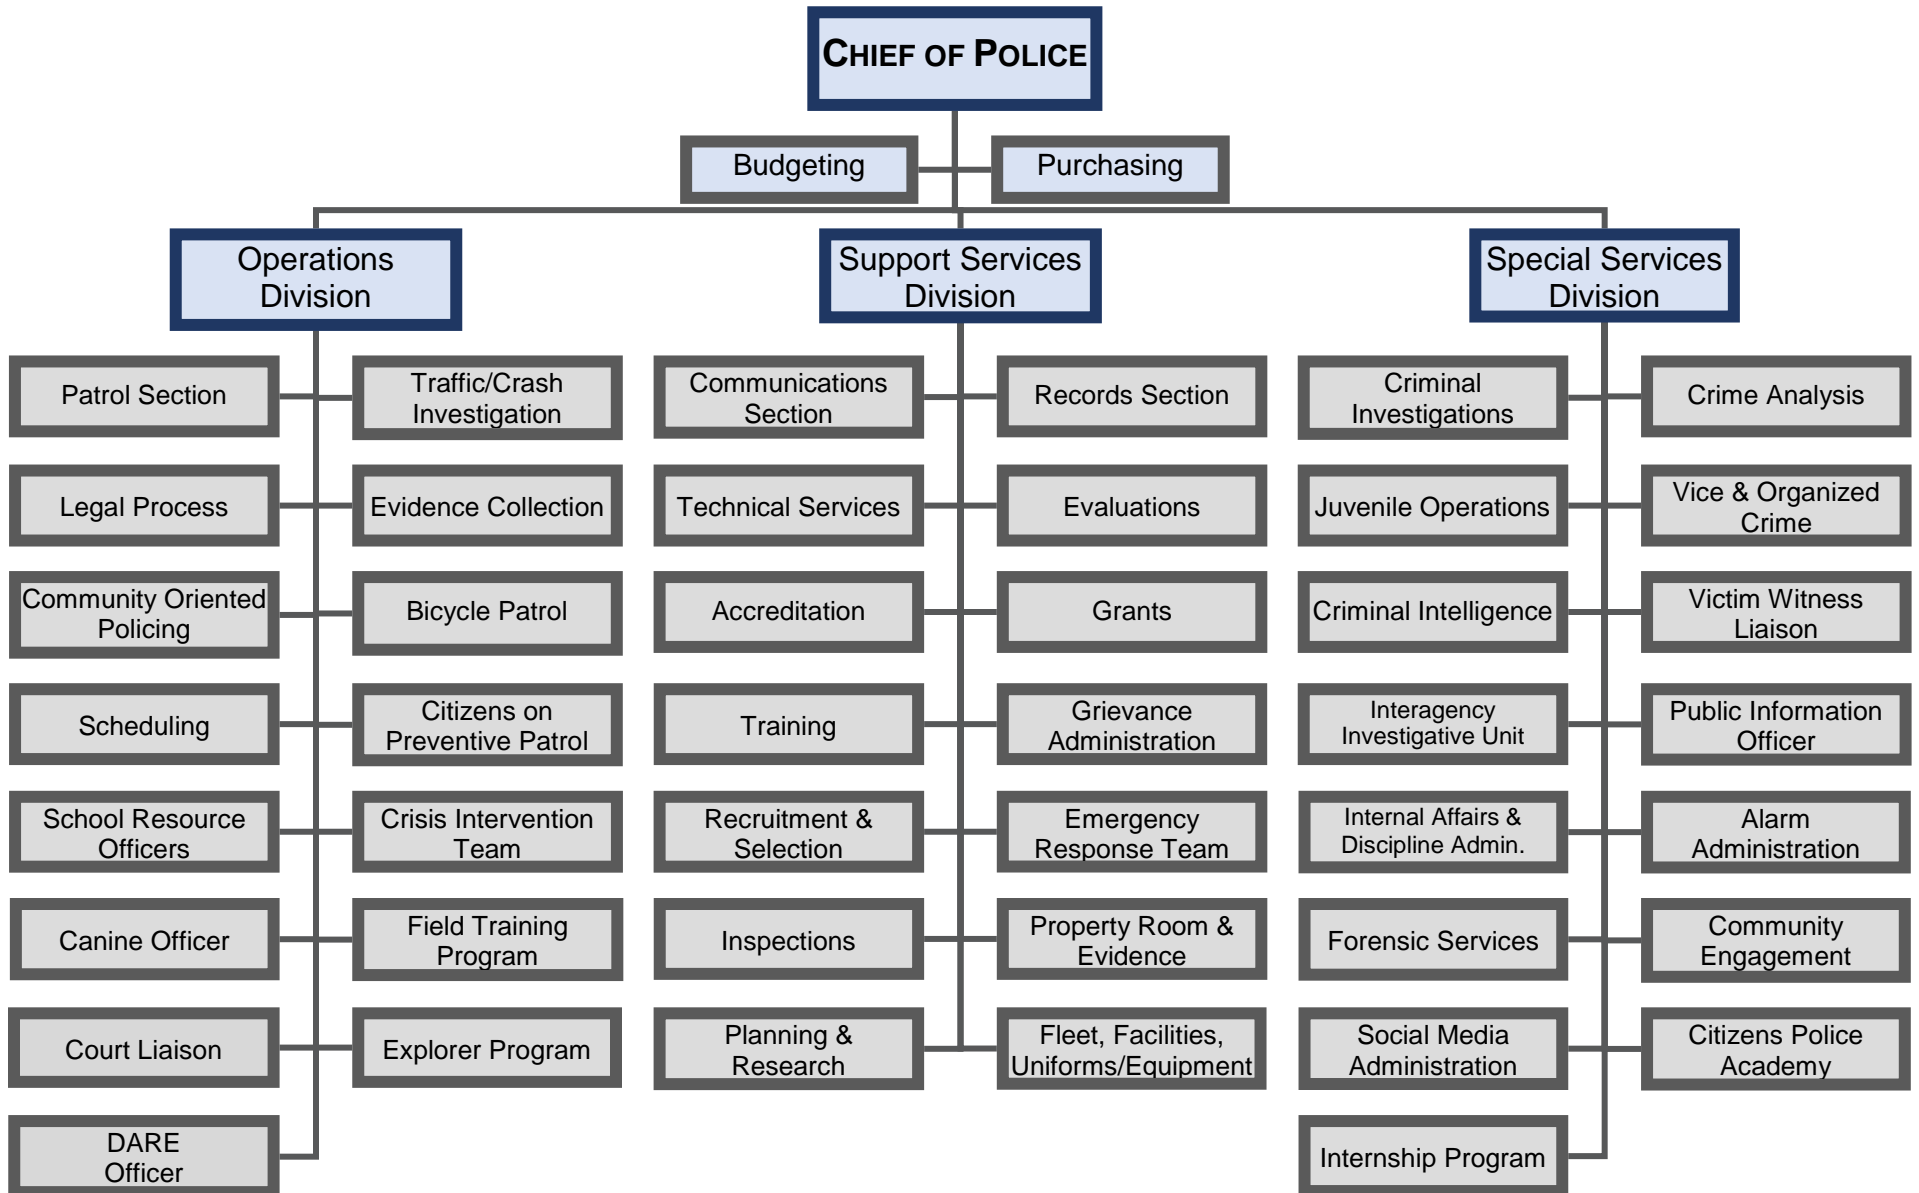 CHIEF OF POLICE
Budgeting
Purchasing
Operations
Division
Support Services
Division
Special Services
Division
Patrol Section
Traffic/Crash
Investigation
Communications
Section
Records Section
Criminal
Investigations
Crime Analysis
Legal Process
Evidence Collection
Technical Services
Evaluations
Juvenile Operations
Vice & Organized
Crime
Community Oriented
Policing
Bicycle Patrol
Accreditation
Grants
Criminal Intelligence
Victim Witness
Liaison
Scheduling
Citizens on
Preventive Patrol
Training
Grievance
Administration
Interagency
Investigative Unit
Public Information
Officer
School Resource
Officers
Crisis Intervention
Team
Recruitment &
Selection
Emergency
Response Team
Internal Affairs &
Discipline Admin.
Alarm
Administration
Canine Officer
Field Training
Program
Inspections
Property Room &
Evidence
Forensic Services
Community
Engagement
Court Liaison
Explorer Program
Planning &
Research
Fleet, Facilities,
Uniforms/Equipment
Social Media
Administration
Citizens Police
Academy
DARE
Officer
Internship Program